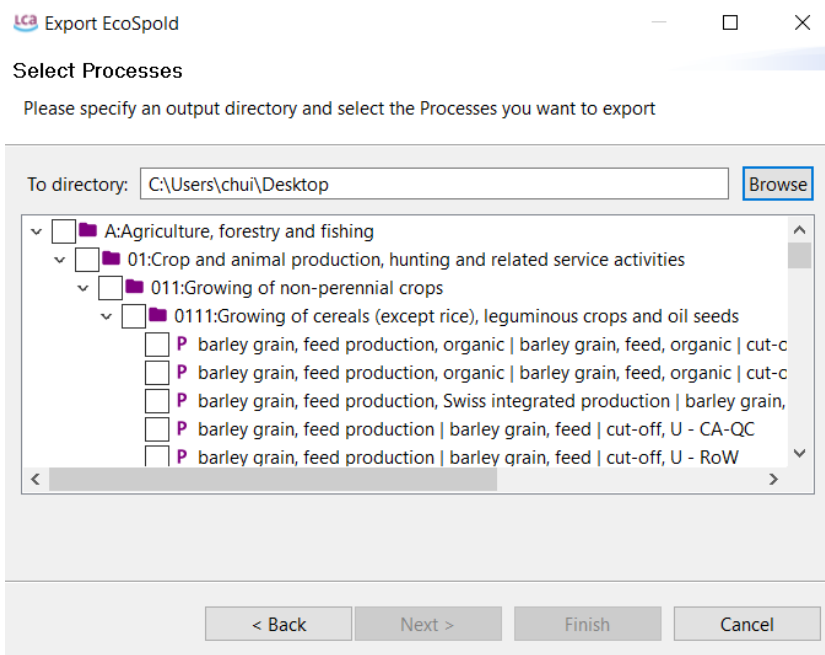 LCA Export EcoSpold
Select Processes
Please specify an output directory and select the Processes you want to export
To directory: C:\Users\chui\Desktop Browse
A:Agriculture, forestry and fishing
01:Crop and animal production, hunting and related service activities
011:Growing of non-perennial crops
0111:Growing of cereals (except rice), leguminous crops and oil seeds
P barley grain, feed production, organic | barley grain, feed, organic | cut-o
P barley grain, feed production, organic | barley grain, feed, organic | cut-o
P barley grain, feed production, Swiss integrated production | barley grain,
P barley grain, feed production | barley grain, feed | cut-off, U - CA-QC
P barley grain, feed production | barley grain, feed | cut-off, U - RoW
< Back Next > Finish Cancel